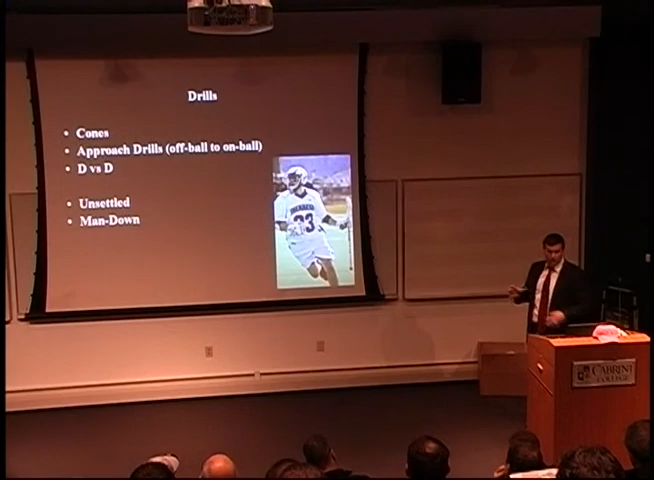 Drills
• Cones
• Approach Drills (off-ball to on-ball)
• D vs D
• Unsettled
• Man-Down
33
CABRINI
COLLEGE